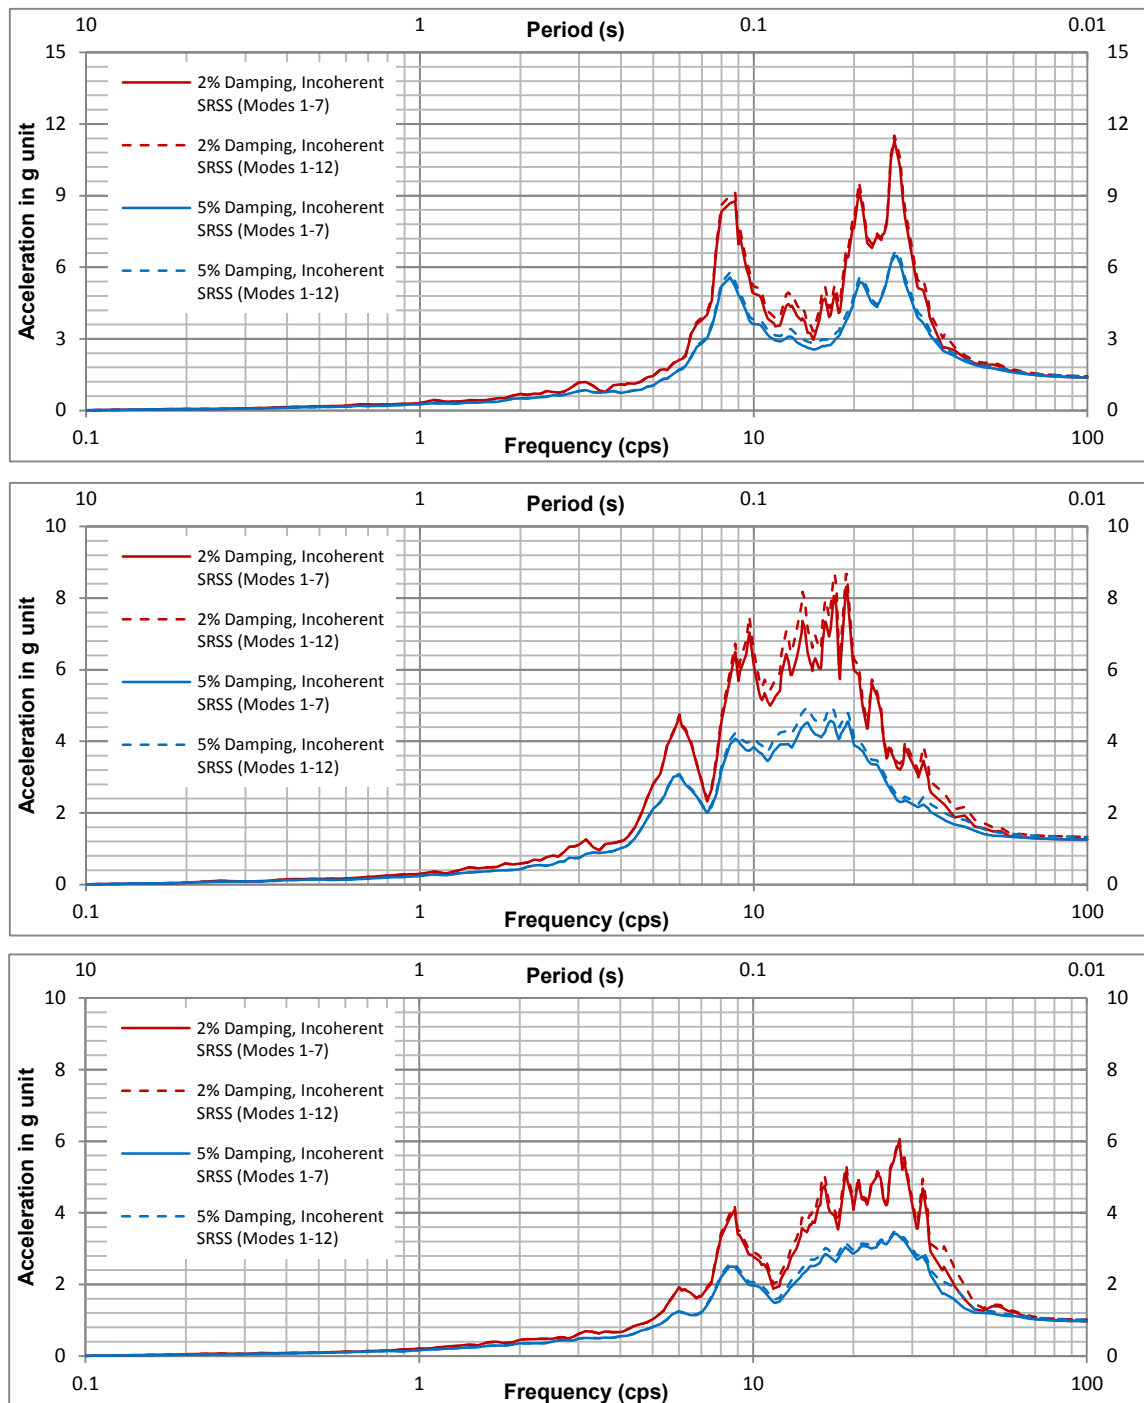 10 1 0.1 0.01
Period (s)
15 15
2% Damping, Incoherent
SRSS (Modes 1-7)
12 12
2% Damping, Incoherent
SRSS (Modes 1-12)
9 9
5% Damping, Incoherent
SRSS (Modes 1-7)
6 6
5% Damping, Incoherent
SRSS (Modes 1-12)
3 3
0 0
Acceleration in g unit
0.1 1 10 100
Frequency (cps)
10 1 0.1 0.01
Period (s)
10 10
2% Damping, Incoherent
SRSS (Modes 1-7)
8 8
2% Damping, Incoherent
SRSS (Modes 1-12)
6 6
5% Damping, Incoherent
SRSS (Modes 1-7)
4 4
5% Damping, Incoherent
SRSS (Modes 1-12)
2 2
0 0
Acceleration in g unit
0.1 1 10 100
Frequency (cps)
10 1 0.1 0.01
Period (s)
10 10
2% Damping, Incoherent
SRSS (Modes 1-7)
8 8
2% Damping, Incoherent
SRSS (Modes 1-12)
6 6
5% Damping, Incoherent
SRSS (Modes 1-7)
4 4
5% Damping, Incoherent
SRSS (Modes 1-12)
2 2
0 0
Acceleration in g unit
0.1 1 10 100
Frequency (cps)